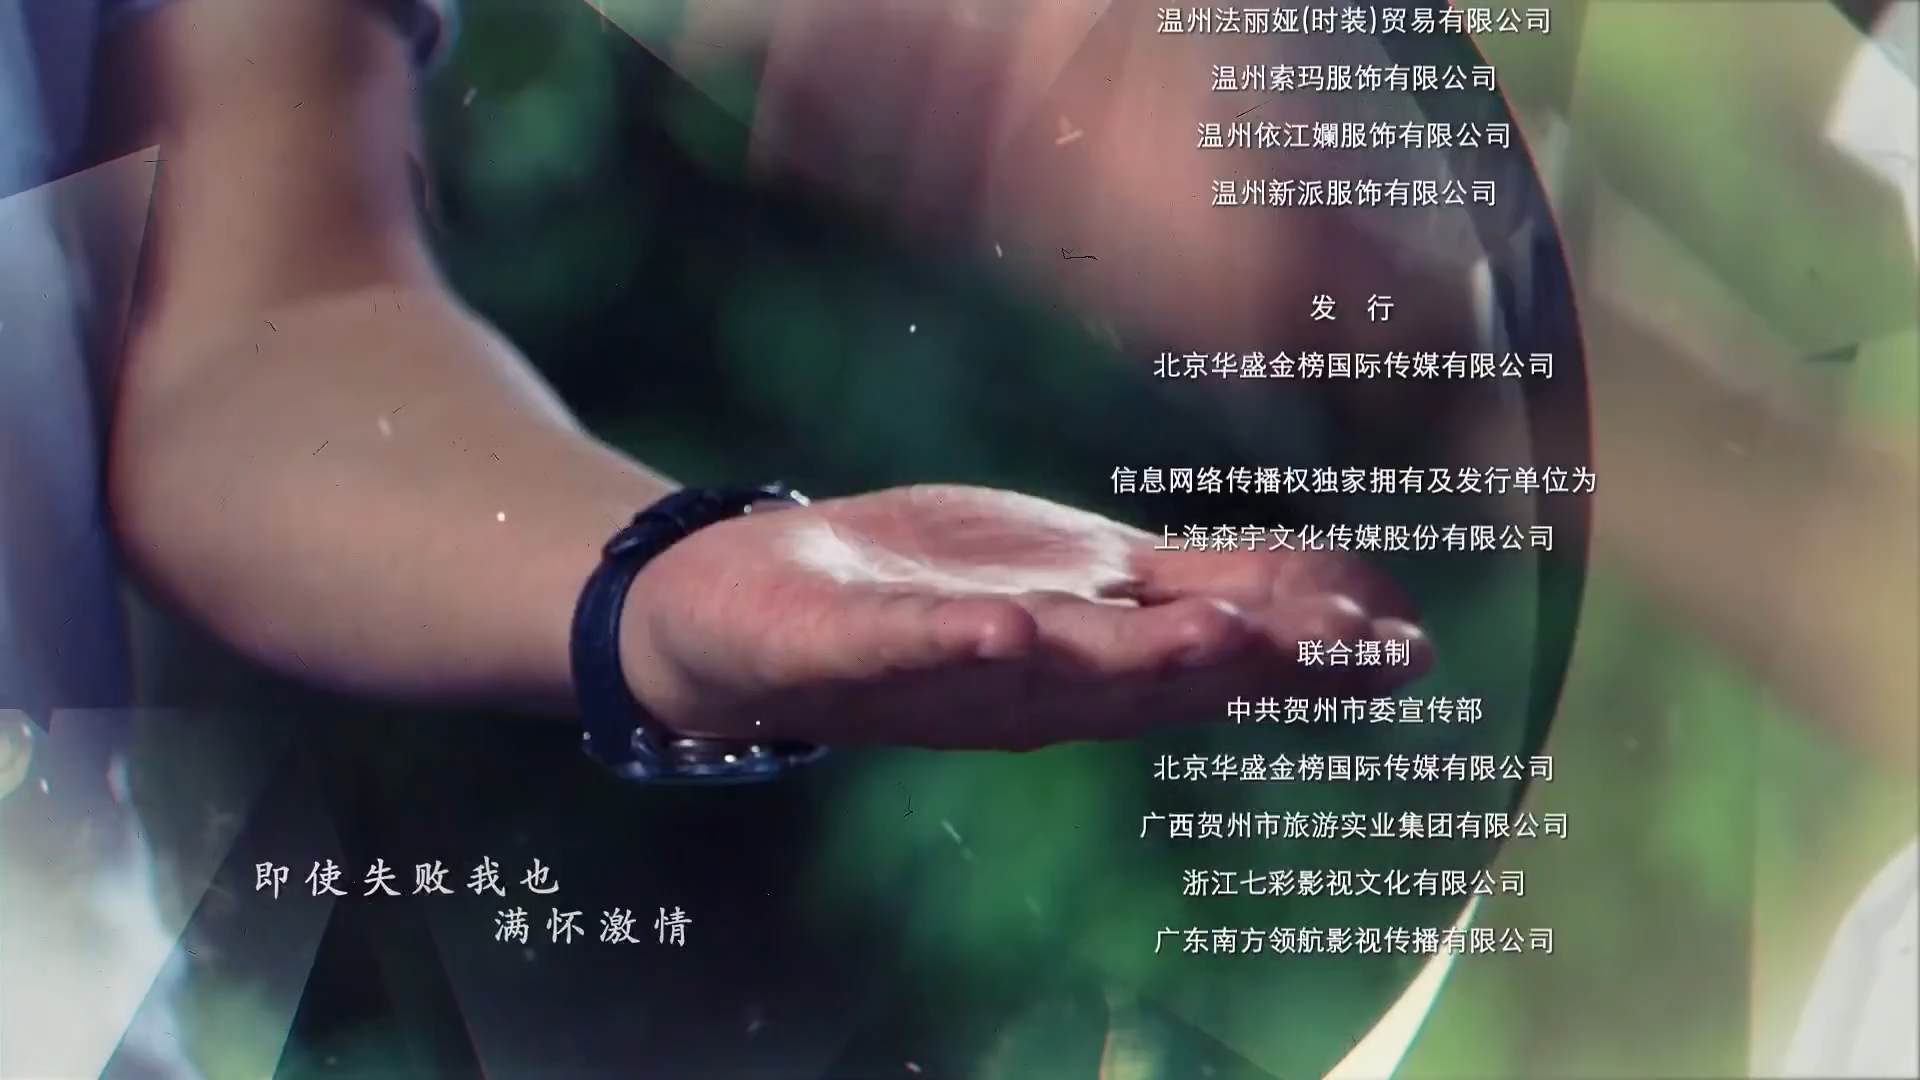 温州法丽娅(时装)贸易有限公司
温州索玛服饰有限公司
温州依江斓服饰有限公司
温州新派服饰有限公司
发 行
北京华盛金榜国际传媒有限公司
信息网络传播权独家拥有及发行单位为
上海森宇文化传媒股份有限公司
联合摄制
中共贺州市委宣传部
北京华盛金榜国际传媒有限公司
广西贺州市旅游实业集团有限公司
浙江七彩影视文化有限公司
广东南方领航影视传播有限公司
即使失败我也
满怀激情